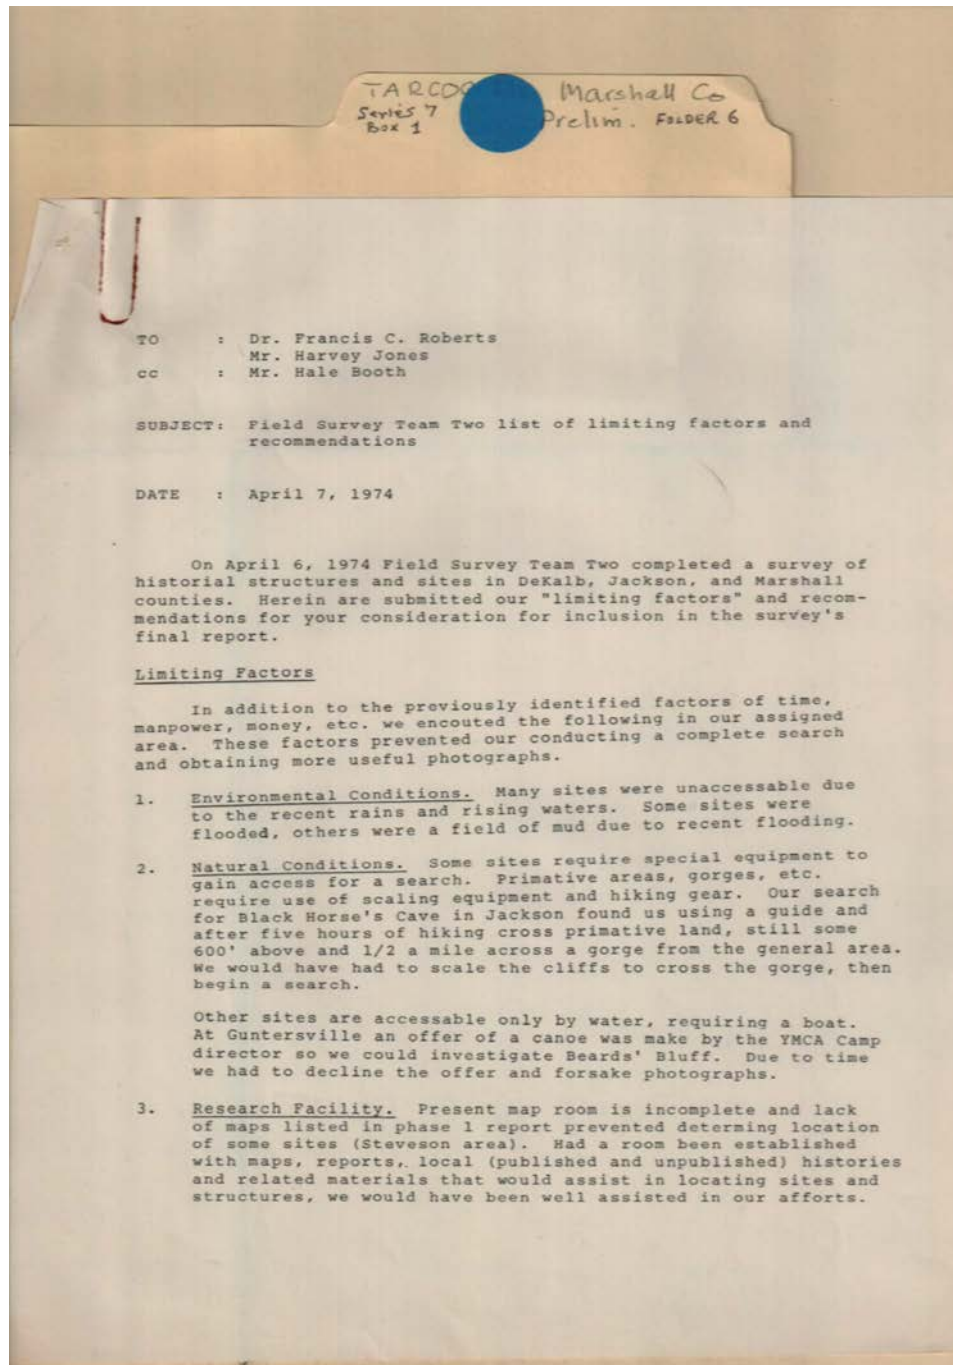 TARCOG Marshall Co
Series 7 Prelim. FOLDER 6
Box 1
TO : Dr. Francis C. Roberts
Mr. Harvey Jones
cc : Mr. Hale Booth
SUBJECT: Field Survey Team Two list of limiting factors and
recommendations
DATE : April 7, 1974
On April 6, 1974 Field Survey Team Two completed a survey of
historial structures and sites in DeKalb, Jackson, and Marshall
counties. Herein are submitted our "limiting factors" and recom-
mendations for your consideration for inclusion in the survey's
final report.
Limiting Factors
In addition to the previously identified factors of time,
manpower, money, etc. we encouted the following in our assigned
area. These factors prevented our conducting a complete search
and obtaining more useful photographs.
1. Environmental Conditions. Many sites were unaccessable due
to the recent rains and rising waters. Some sites were
flooded, others were a field of mud due to recent flooding.
2. Natural Conditions. Some sites require special equipment to
gain access for a search. Primative areas, gorges, etc.
require use of scaling equipment and hiking gear. Our search
for Black Horse's Cave in Jackson found us using a guide and
after five hours of hiking cross primative land, still some
600' above and 1/2 a mile across a gorge from the general area.
We would have had to scale the cliffs to cross the gorge, then
begin a search.
Other sites are accessable only by water, requiring a boat.
At Guntersville an offer of a canoe was make by the YMCA Camp
director so we could investigate Beards' Bluff. Due to time
we had to decline the offer and forsake photographs.
3. Research Facility. Present map room is incomplete and lack
of maps listed in phase 1 report prevented determing location
of some sites (Steveson area). Had a room been established
with maps, reports, local (published and unpublished) histories
and related materials that would assist in locating sites and
structures, we would have been well assisted in our afforts.